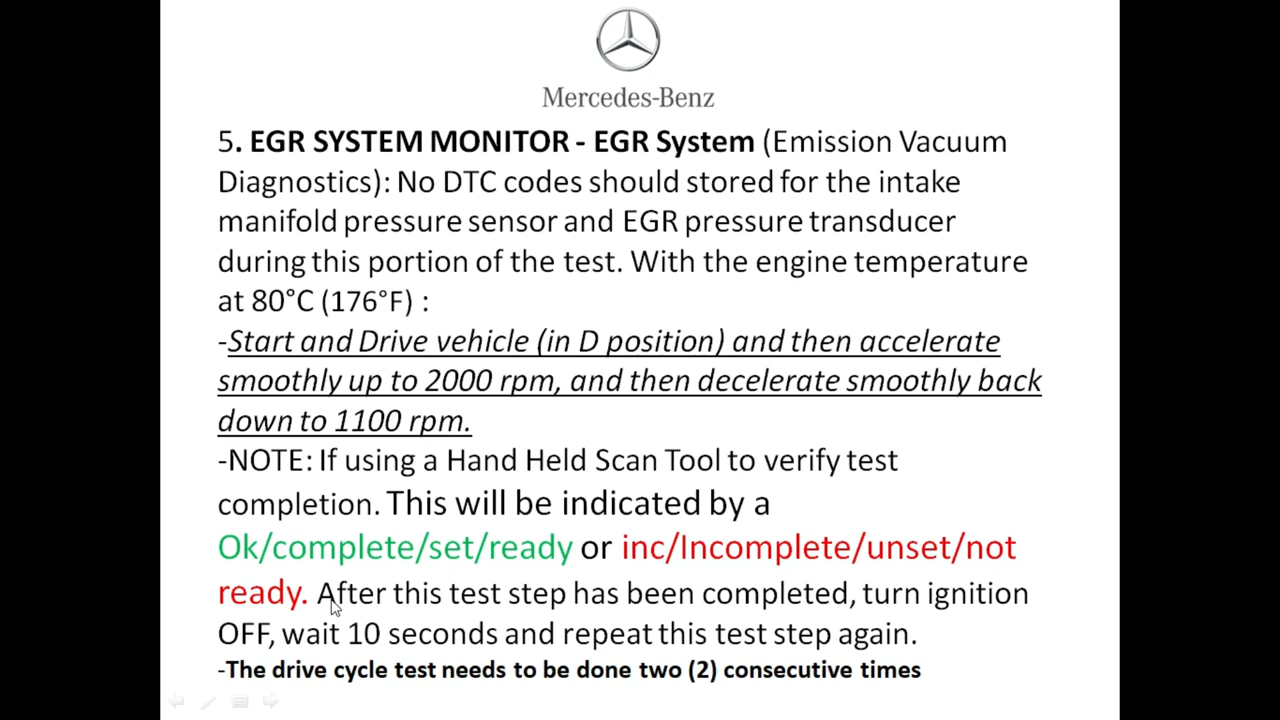 Mercedes-Benz
5. EGR SYSTEM MONITOR - EGR System (Emission Vacuum
Diagnostics): No DTC codes should stored for the intake
manifold pressure sensor and EGR pressure transducer
during this portion of the test. With the engine temperature
at 80°C (176°F) :
-Start and Drive vehicle (in D position) and then accelerate
smoothly up to 2000 rpm, and then decelerate smoothly back
down to 1100 rpm.
-NOTE: If using a Hand Held Scan Tool to verify test
completion. This will be indicated by a
Ok/complete/set/ready or inc/Incomplete/unset/not
ready. After this test step has been completed, turn ignition
OFF, wait 10 seconds and repeat this test step again.
-The drive cycle test needs to be done two (2) consecutive times